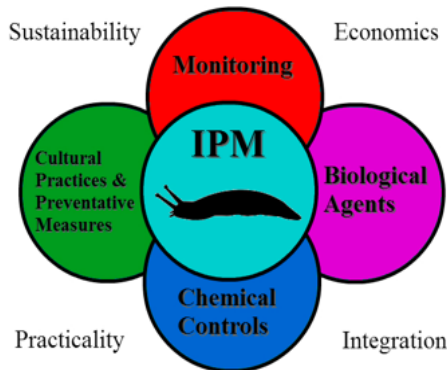 Sustainability
Economics
Monitoring
IPM
Cultural
Practices &
Preventative
Measures
Biological
Agents
Chemical
Controls
Practicality
Integration